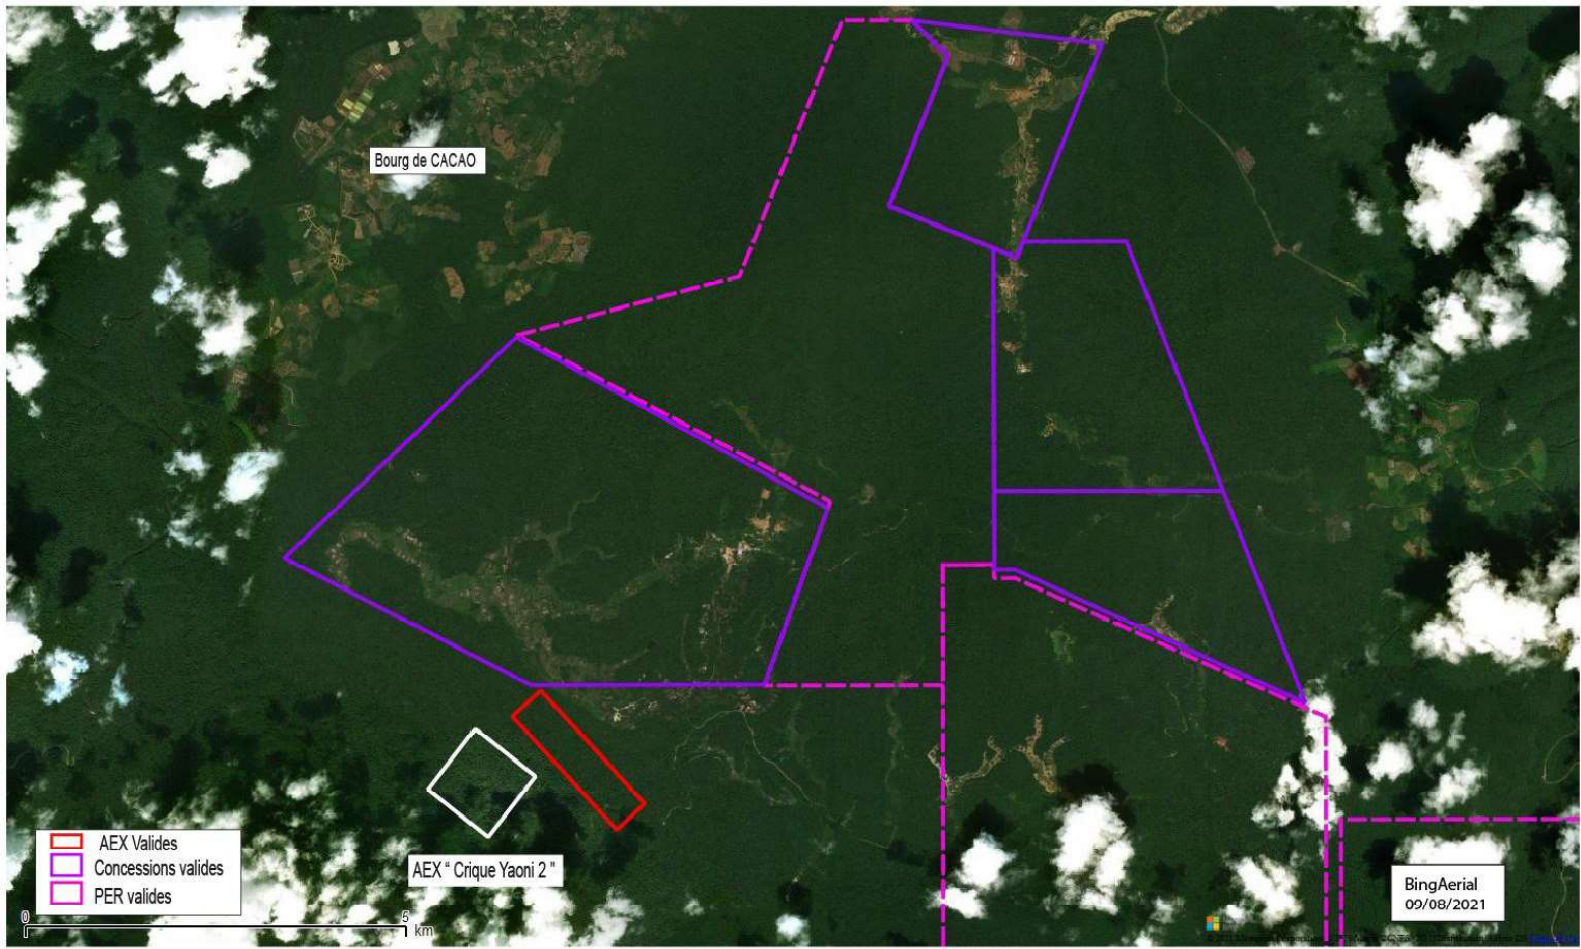 Bourg de CACAO
AEX Valides
Concessions valides
PER valides
AEX " Crique Yaoni 2 "
0 5
km
BingAerial
09/08/2021